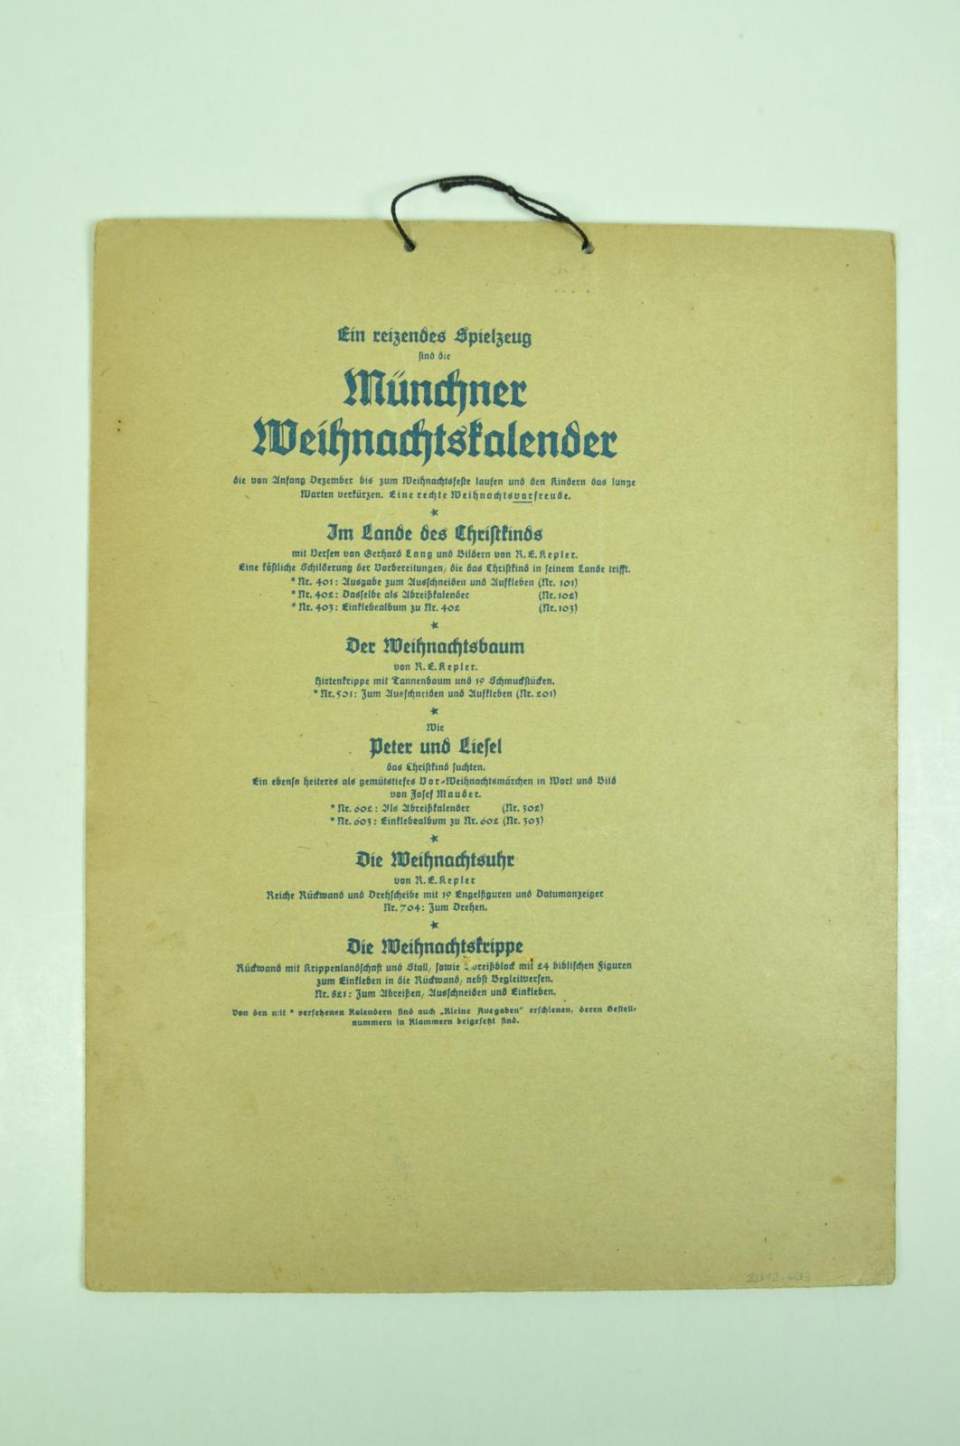 Ein reizendes Spielzeug
sind die
Münchner
Weihnachtskalender
die von Anfang Dezember bis zum Weihnachtsfeste laufen und den Kindern das lange
Warten verkürzen. Eine rechte Weihnachtsvorfreude.
*
Im Lande des Christkinds
mit Versen von Gerhard Lang und Bildern von R. E. Kepler.
Eine köstliche Schilderung der Vorbereitungen, die das Christkind in seinem Lande trifft.
* Nr. 401: Ausgabe zum Ausschneiden und Aufkleben (Nr. 101)
* Nr. 402: Dasselbe als Abreißkalender (Nr. 102)
* Nr. 403: Einklebealbum zu Nr. 402 (Nr. 103)
*
Der Weihnachtsbaum
von R. E. Kepler.
Hirtenkrippe mit Tannenbaum und 19 Schmuckstücken.
* Nr. 501: Zum Ausschneiden und Aufkleben (Nr. 201)
*
Wie
Peter und Liesel
das Christkind suchten.
Ein ebenso heiteres als gemütstiefes Vor-Weihnachtsmärchen in Wort und Bild
von Josef Mauder.
* Nr. 602: Als Abreißkalender (Nr. 302)
* Nr. 603: Einklebealbum zu Nr. 602 (Nr. 303)
*
Die Weihnachtsuhr
von R. E. Kepler
Reiche Rückwand und Drehscheibe mit 19 Engelfiguren und Datumanzeiger
Nr. 704: Zum Drehen.
*
Die Weihnachtskrippe
Rückwand mit Krippenlandschaft und Stall, sowie Abreißblock mit 24 biblischen Figuren
zum Einkleben in die Rückwand, nebst Begleitversen.
Nr. 821: Zum Abreißen, Ausschneiden und Einkleben.
Von den mit * versehenen Kalendern sind auch „Kleine Ausgaben" erschienen, deren Bestell-
nummern in Klammern beigesetzt sind.